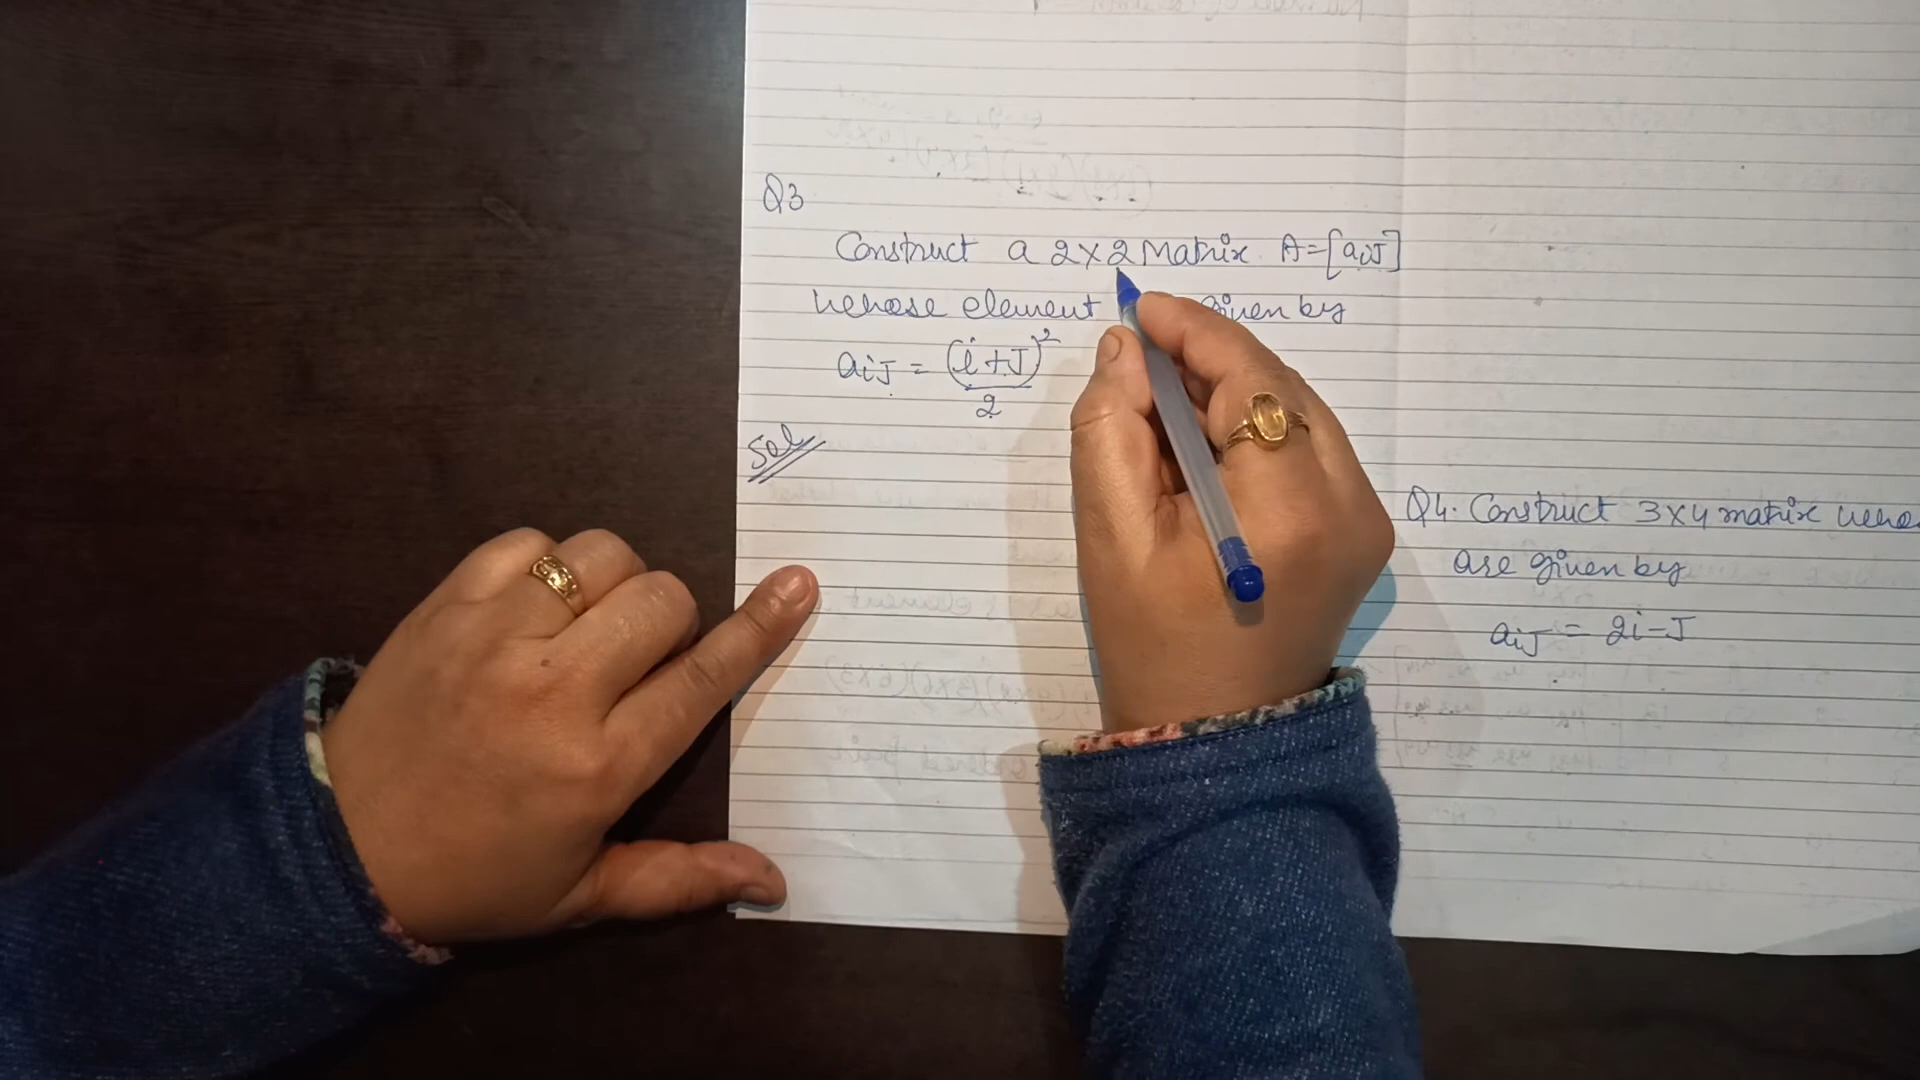 Q3
Construct a 2×2 Matrix. A=[aiJ]
whose element given by
aiJ = (i+J)²/2
Sol
Q4. Construct 3×4 matrix
are given by
aiJ = 2i-J